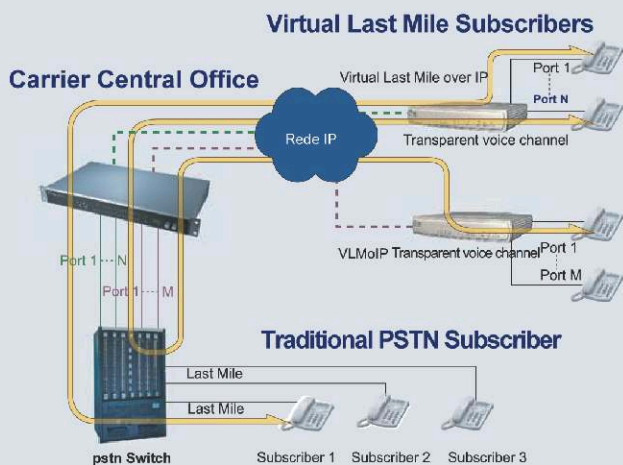 Virtual Last Mile Subscribers
Carrier Central Office
Virtual Last Mile over IP
Port 1
Port N
Rede IP
Transparent voice channel
Port 1 N
Port 1 M
VLMoIP Transparent voice channel
Port 1
Port M
Traditional PSTN Subscriber
Last Mile
Last Mile
pstn Switch
Subscriber 1
Subscriber 2
Subscriber 3